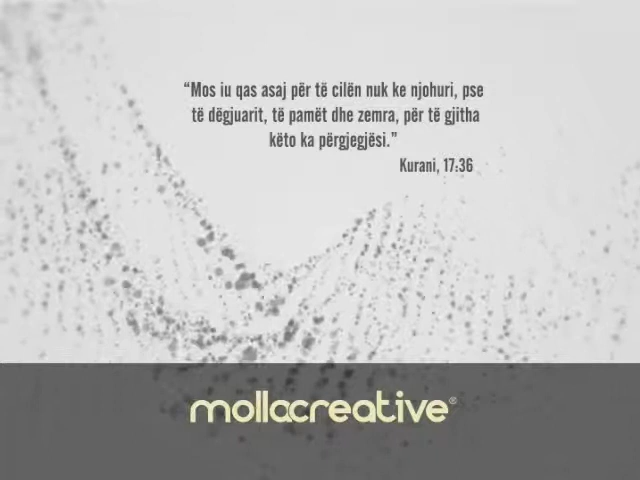 “Mos iu qas asaj për të cilën nuk ke njohuri, pse
të dëgjuarit, të pamët dhe zemra, për të gjitha
këto ka përgjegjësi.”
Kurani, 17:36
mollacreative®